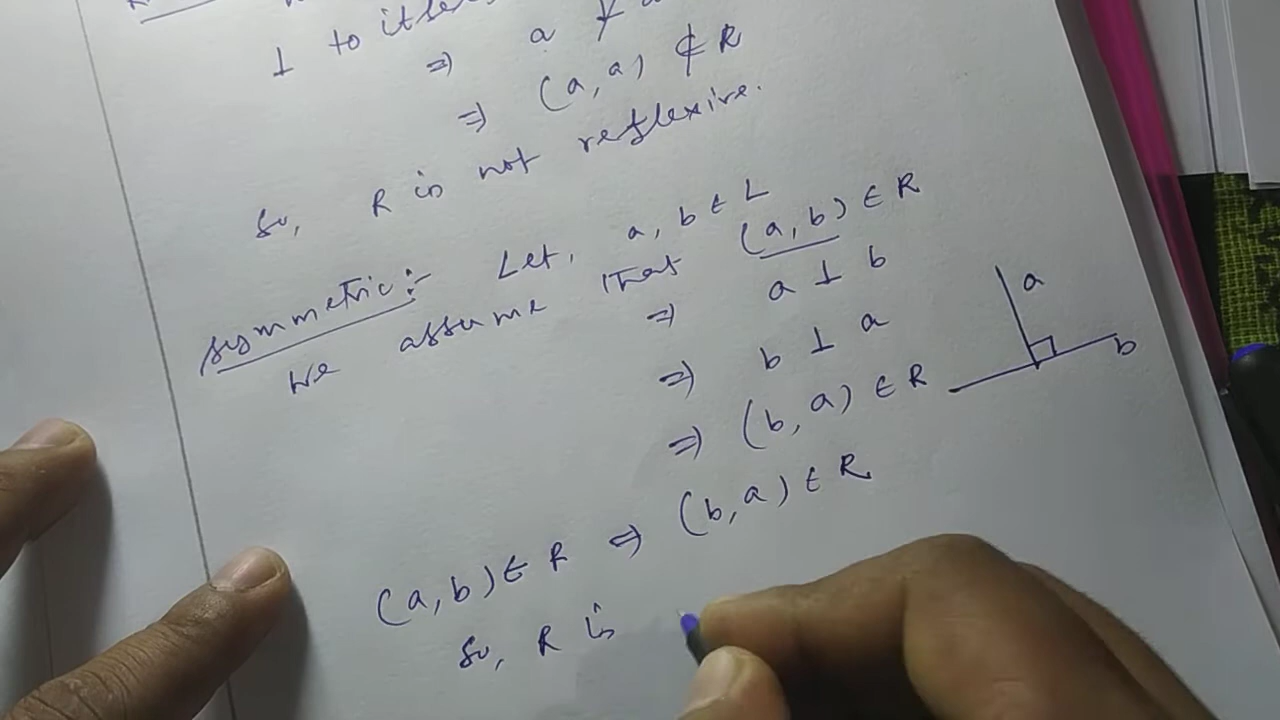 ⊥ to itself
⇒ a ⊥̸
⇒ (a, a) ∉ R
So, R is not reflexive.
symmetric:- Let, a, b ∈ L
We assume that (a, b) ∈ R
⇒ a ⊥ b
⇒ b ⊥ a
⇒ (b, a) ∈ R
(a, b) ∈ R ⇒ (b, a) ∈ R
So, R is
a
b